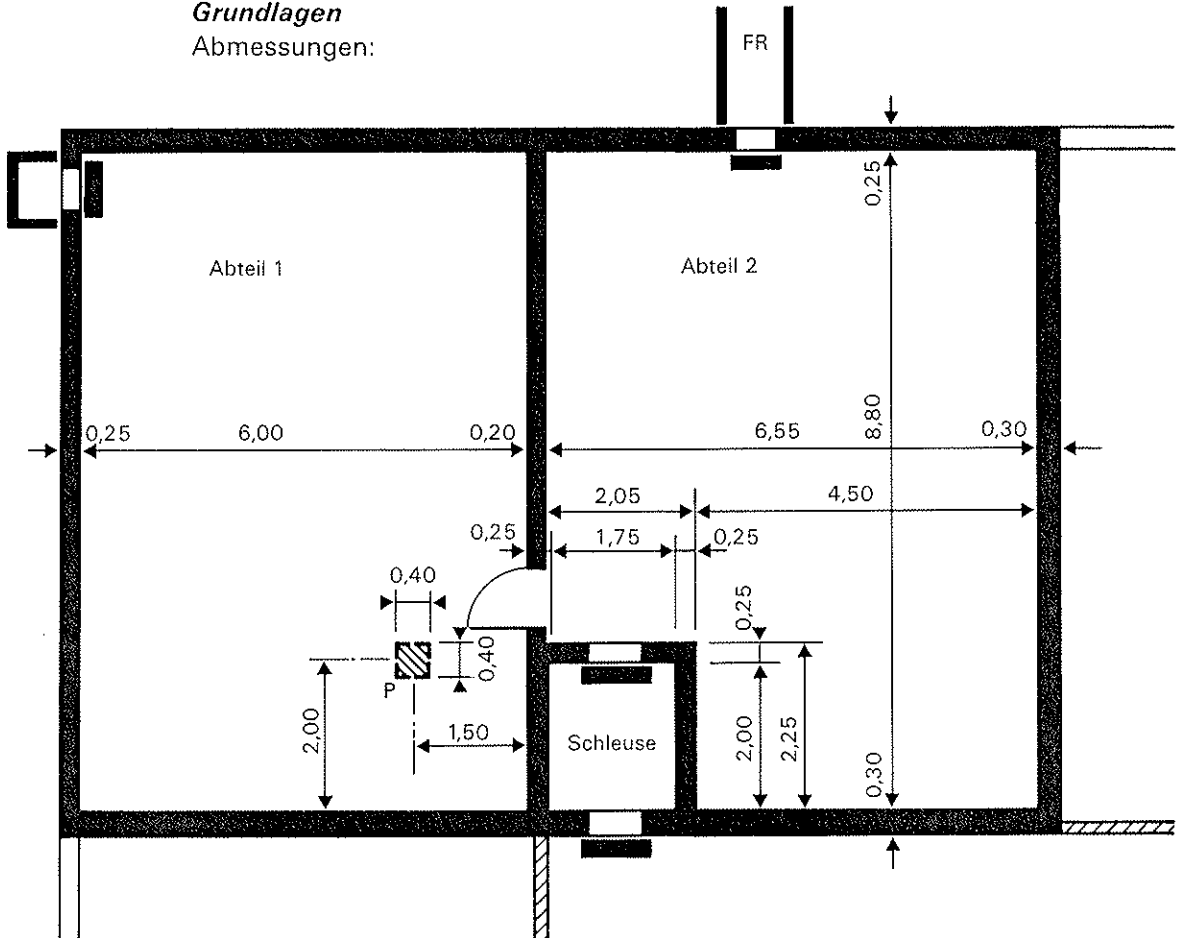 Grundlagen
Abmessungen:
FR
0,25
Abteil 1
Abteil 2
8,80
0,25 6,00 0,20 6,55 0,30
2,05 4,50
0,25 1,75 0,25
0,40
0,25
0,40
P
2,00 1,50 Schleuse 2,00 2,25
0,30